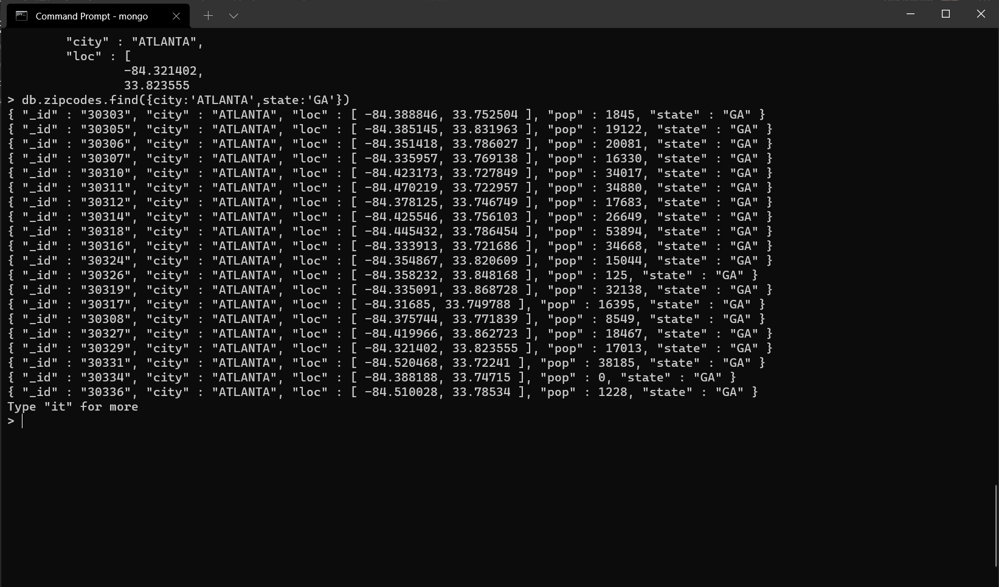 Command Prompt - mongo
"city" : "ATLANTA",
"loc" : [
-84.321402,
33.823555
> db.zipcodes.find({city:'ATLANTA',state:'GA'})
{ "_id" : "30303", "city" : "ATLANTA", "loc" : [ -84.388846, 33.752504 ], "pop" : 1845, "state" : "GA" }
{ "_id" : "30305", "city" : "ATLANTA", "loc" : [ -84.385145, 33.831963 ], "pop" : 19122, "state" : "GA" }
{ "_id" : "30306", "city" : "ATLANTA", "loc" : [ -84.351418, 33.786027 ], "pop" : 20081, "state" : "GA" }
{ "_id" : "30307", "city" : "ATLANTA", "loc" : [ -84.335957, 33.769138 ], "pop" : 16330, "state" : "GA" }
{ "_id" : "30310", "city" : "ATLANTA", "loc" : [ -84.423173, 33.727849 ], "pop" : 34017, "state" : "GA" }
{ "_id" : "30311", "city" : "ATLANTA", "loc" : [ -84.470219, 33.722957 ], "pop" : 34880, "state" : "GA" }
{ "_id" : "30312", "city" : "ATLANTA", "loc" : [ -84.378125, 33.746749 ], "pop" : 17683, "state" : "GA" }
{ "_id" : "30314", "city" : "ATLANTA", "loc" : [ -84.425546, 33.756103 ], "pop" : 26649, "state" : "GA" }
{ "_id" : "30318", "city" : "ATLANTA", "loc" : [ -84.445432, 33.786454 ], "pop" : 53894, "state" : "GA" }
{ "_id" : "30316", "city" : "ATLANTA", "loc" : [ -84.333913, 33.721686 ], "pop" : 34668, "state" : "GA" }
{ "_id" : "30324", "city" : "ATLANTA", "loc" : [ -84.354867, 33.820609 ], "pop" : 15044, "state" : "GA" }
{ "_id" : "30326", "city" : "ATLANTA", "loc" : [ -84.358232, 33.848168 ], "pop" : 125, "state" : "GA" }
{ "_id" : "30319", "city" : "ATLANTA", "loc" : [ -84.335091, 33.868728 ], "pop" : 32138, "state" : "GA" }
{ "_id" : "30317", "city" : "ATLANTA", "loc" : [ -84.31685, 33.749788 ], "pop" : 16395, "state" : "GA" }
{ "_id" : "30308", "city" : "ATLANTA", "loc" : [ -84.375744, 33.771839 ], "pop" : 8549, "state" : "GA" }
{ "_id" : "30327", "city" : "ATLANTA", "loc" : [ -84.419966, 33.862723 ], "pop" : 18467, "state" : "GA" }
{ "_id" : "30329", "city" : "ATLANTA", "loc" : [ -84.321402, 33.823555 ], "pop" : 17013, "state" : "GA" }
{ "_id" : "30331", "city" : "ATLANTA", "loc" : [ -84.520468, 33.72241 ], "pop" : 38185, "state" : "GA" }
{ "_id" : "30334", "city" : "ATLANTA", "loc" : [ -84.388188, 33.74715 ], "pop" : 0, "state" : "GA" }
{ "_id" : "30336", "city" : "ATLANTA", "loc" : [ -84.510028, 33.78534 ], "pop" : 1228, "state" : "GA" }
Type "it" for more
>